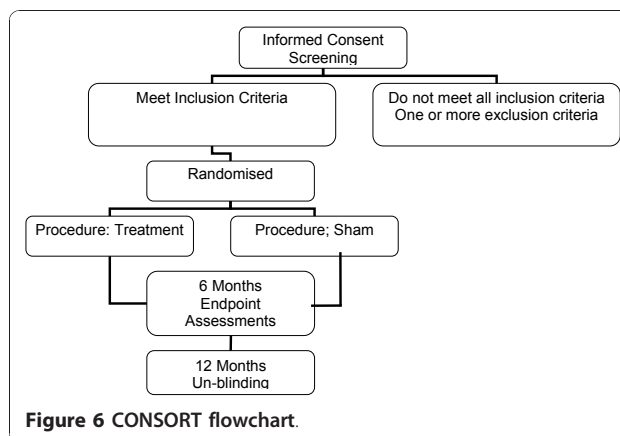 Informed Consent
Screening
Meet Inclusion Criteria
Do not meet all inclusion criteria
One or more exclusion criteria
Randomised
Procedure: Treatment
Procedure; Sham
6 Months
Endpoint
Assessments
12 Months
Un-blinding
Figure 6 CONSORT flowchart.